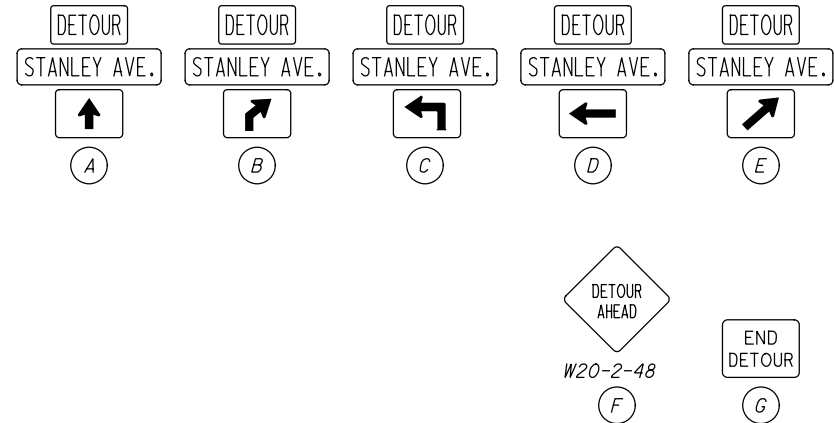 DETOUR DETOUR DETOUR DETOUR DETOUR
STANLEY AVE. STANLEY AVE. STANLEY AVE. STANLEY AVE. STANLEY AVE.
A B C D E
DETOUR
AHEAD
W20-2-48
F
END
DETOUR
G